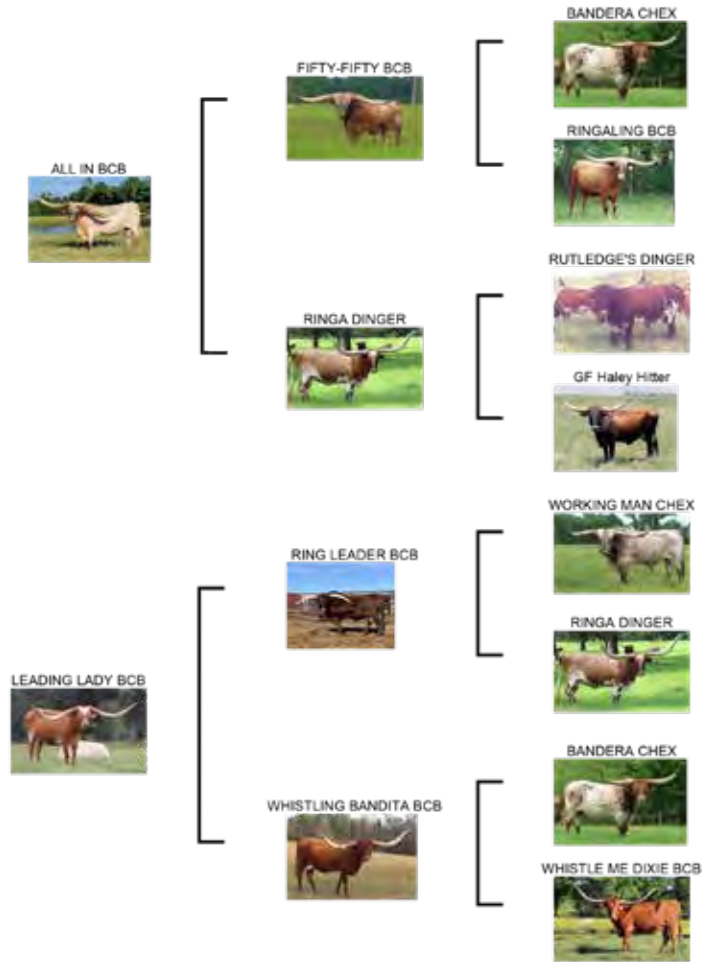 BANDERA CHEX
FIFTY-FIFTY BCB
RINGALING BCB
ALL IN BCB
RUTLEDGE'S DINGER
RINGA DINGER
GF Haley Hitter
WORKING MAN CHEX
RING LEADER BCB
RINGA DINGER
LEADING LADY BCB
BANDERA CHEX
WHISTLING BANDITA BCB
WHISTLE ME DIXIE BCB